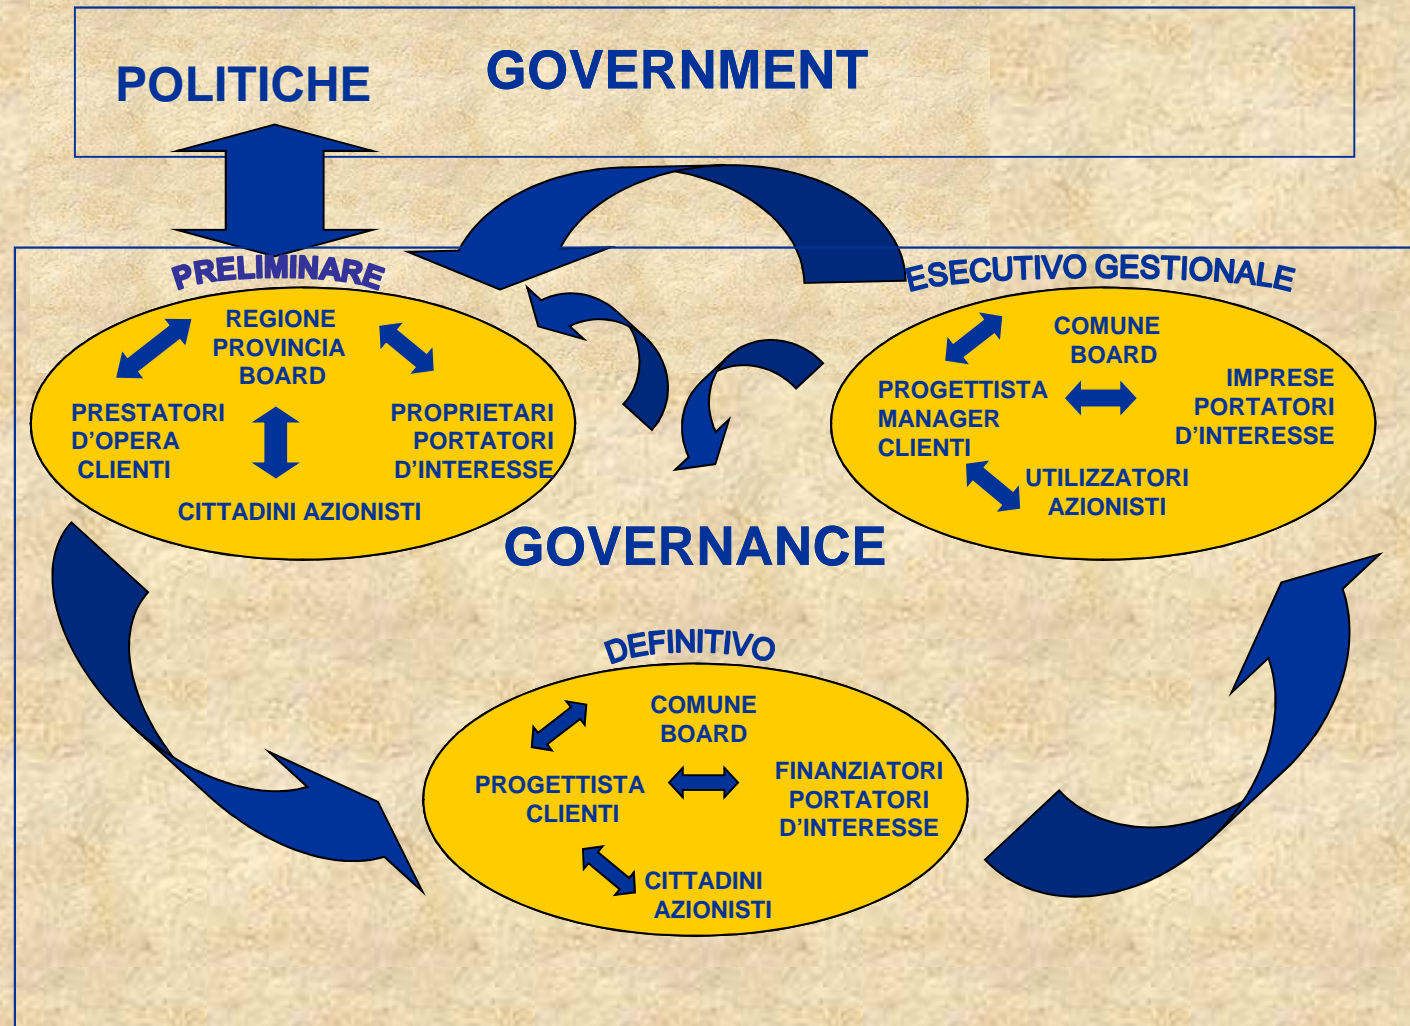 POLITICHE
GOVERNMENT
PRELIMINARE
REGIONE
PROVINCIA
BOARD
PRESTATORI
D'OPERA
CLIENTI
PROPRIETARI
PORTATORI
D'INTERESSE
CITTADINI AZIONISTI
ESECUTIVO GESTIONALE
COMUNE
BOARD
PROGETTISTA
MANAGER
CLIENTI
IMPRESE
PORTATORI
D'INTERESSE
UTILIZZATORI
AZIONISTI
GOVERNANCE
DEFINITIVO
COMUNE
BOARD
PROGETTISTA
CLIENTI
FINANZIATORI
PORTATORI
D'INTERESSE
CITTADINI
AZIONISTI